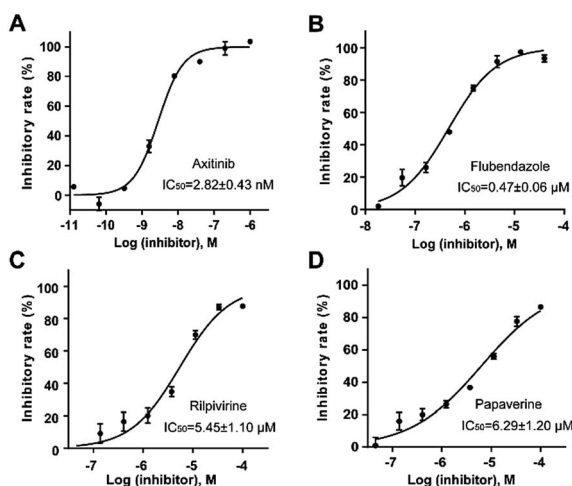 A
Inhibitory rate (%)
100
80
60
40
20
0
Axitinib
IC50=2.82±0.43 nM
-11 -10 -9 -8 -7 -6 -5
Log (inhibitor), M
B
Inhibitory rate (%)
100
80
60
40
20
0
Flubendazole
IC50=0.47±0.06 µM
-8 -7 -6 -5 -4
Log (inhibitor), M
C
Inhibitory rate (%)
100
80
60
40
20
0
Rilpivirine
IC50=5.45±1.10 µM
-7 -6 -5 -4 -3
Log (inhibitor), M
D
Inhibitory rate (%)
100
80
60
40
20
0
Papaverine
IC50=6.29±1.20 µM
-7 -6 -5 -4 -3
Log (inhibitor), M